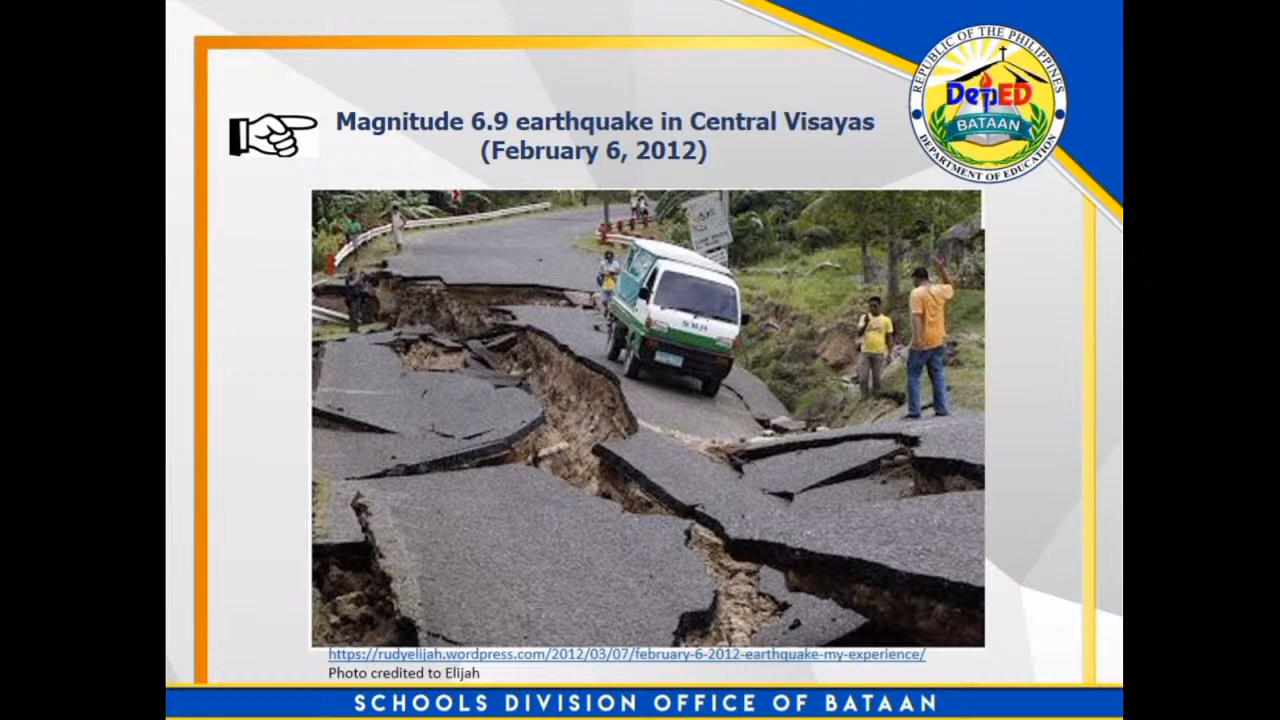 REPUBLIC OF THE PHILIPPINES
DepED
BATAAN
DEPARTMENT OF EDUCATION
Magnitude 6.9 earthquake in Central Visayas
(February 6, 2012)
https://rudyelijah.wordpress.com/2012/03/07/february-6-2012-earthquake-my-experience/
Photo credited to Elijah
SCHOOLS DIVISION OFFICE OF BATAAN